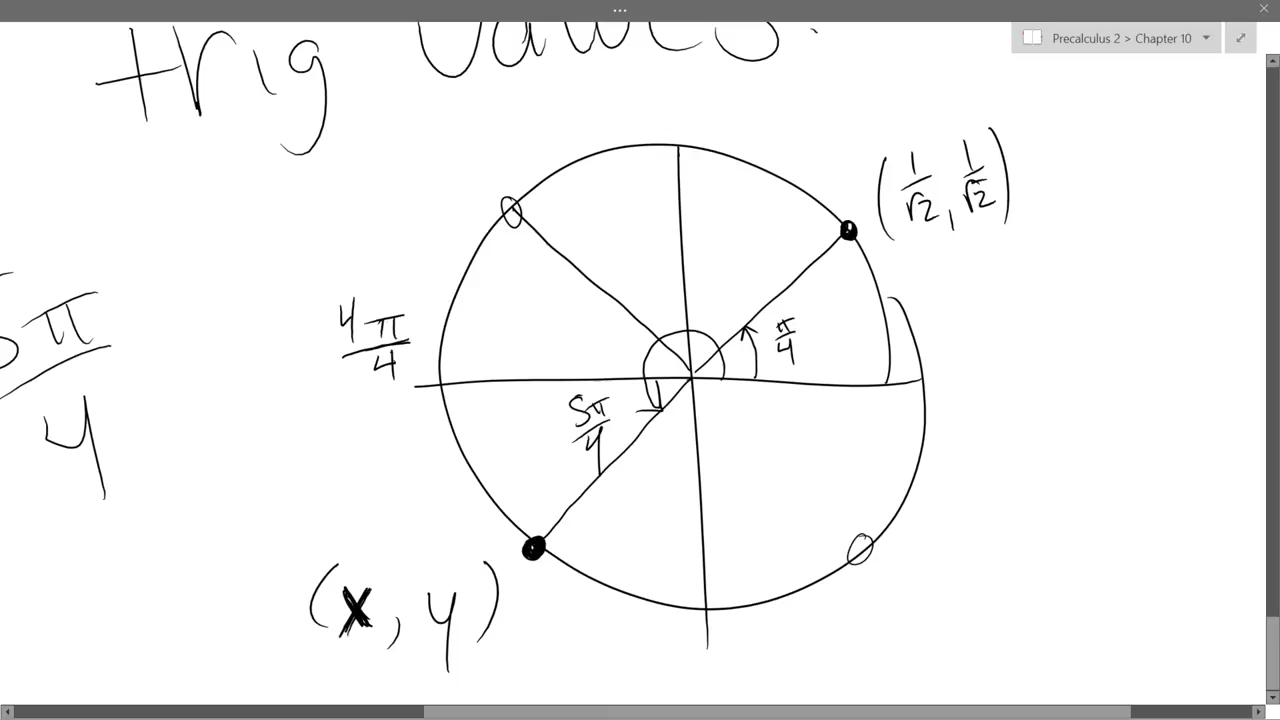 Precalculus 2 > Chapter 10
trig values.
(1/√2, 1/√2)
4π/4
π/4
5π/4
5π/4
(x, y)